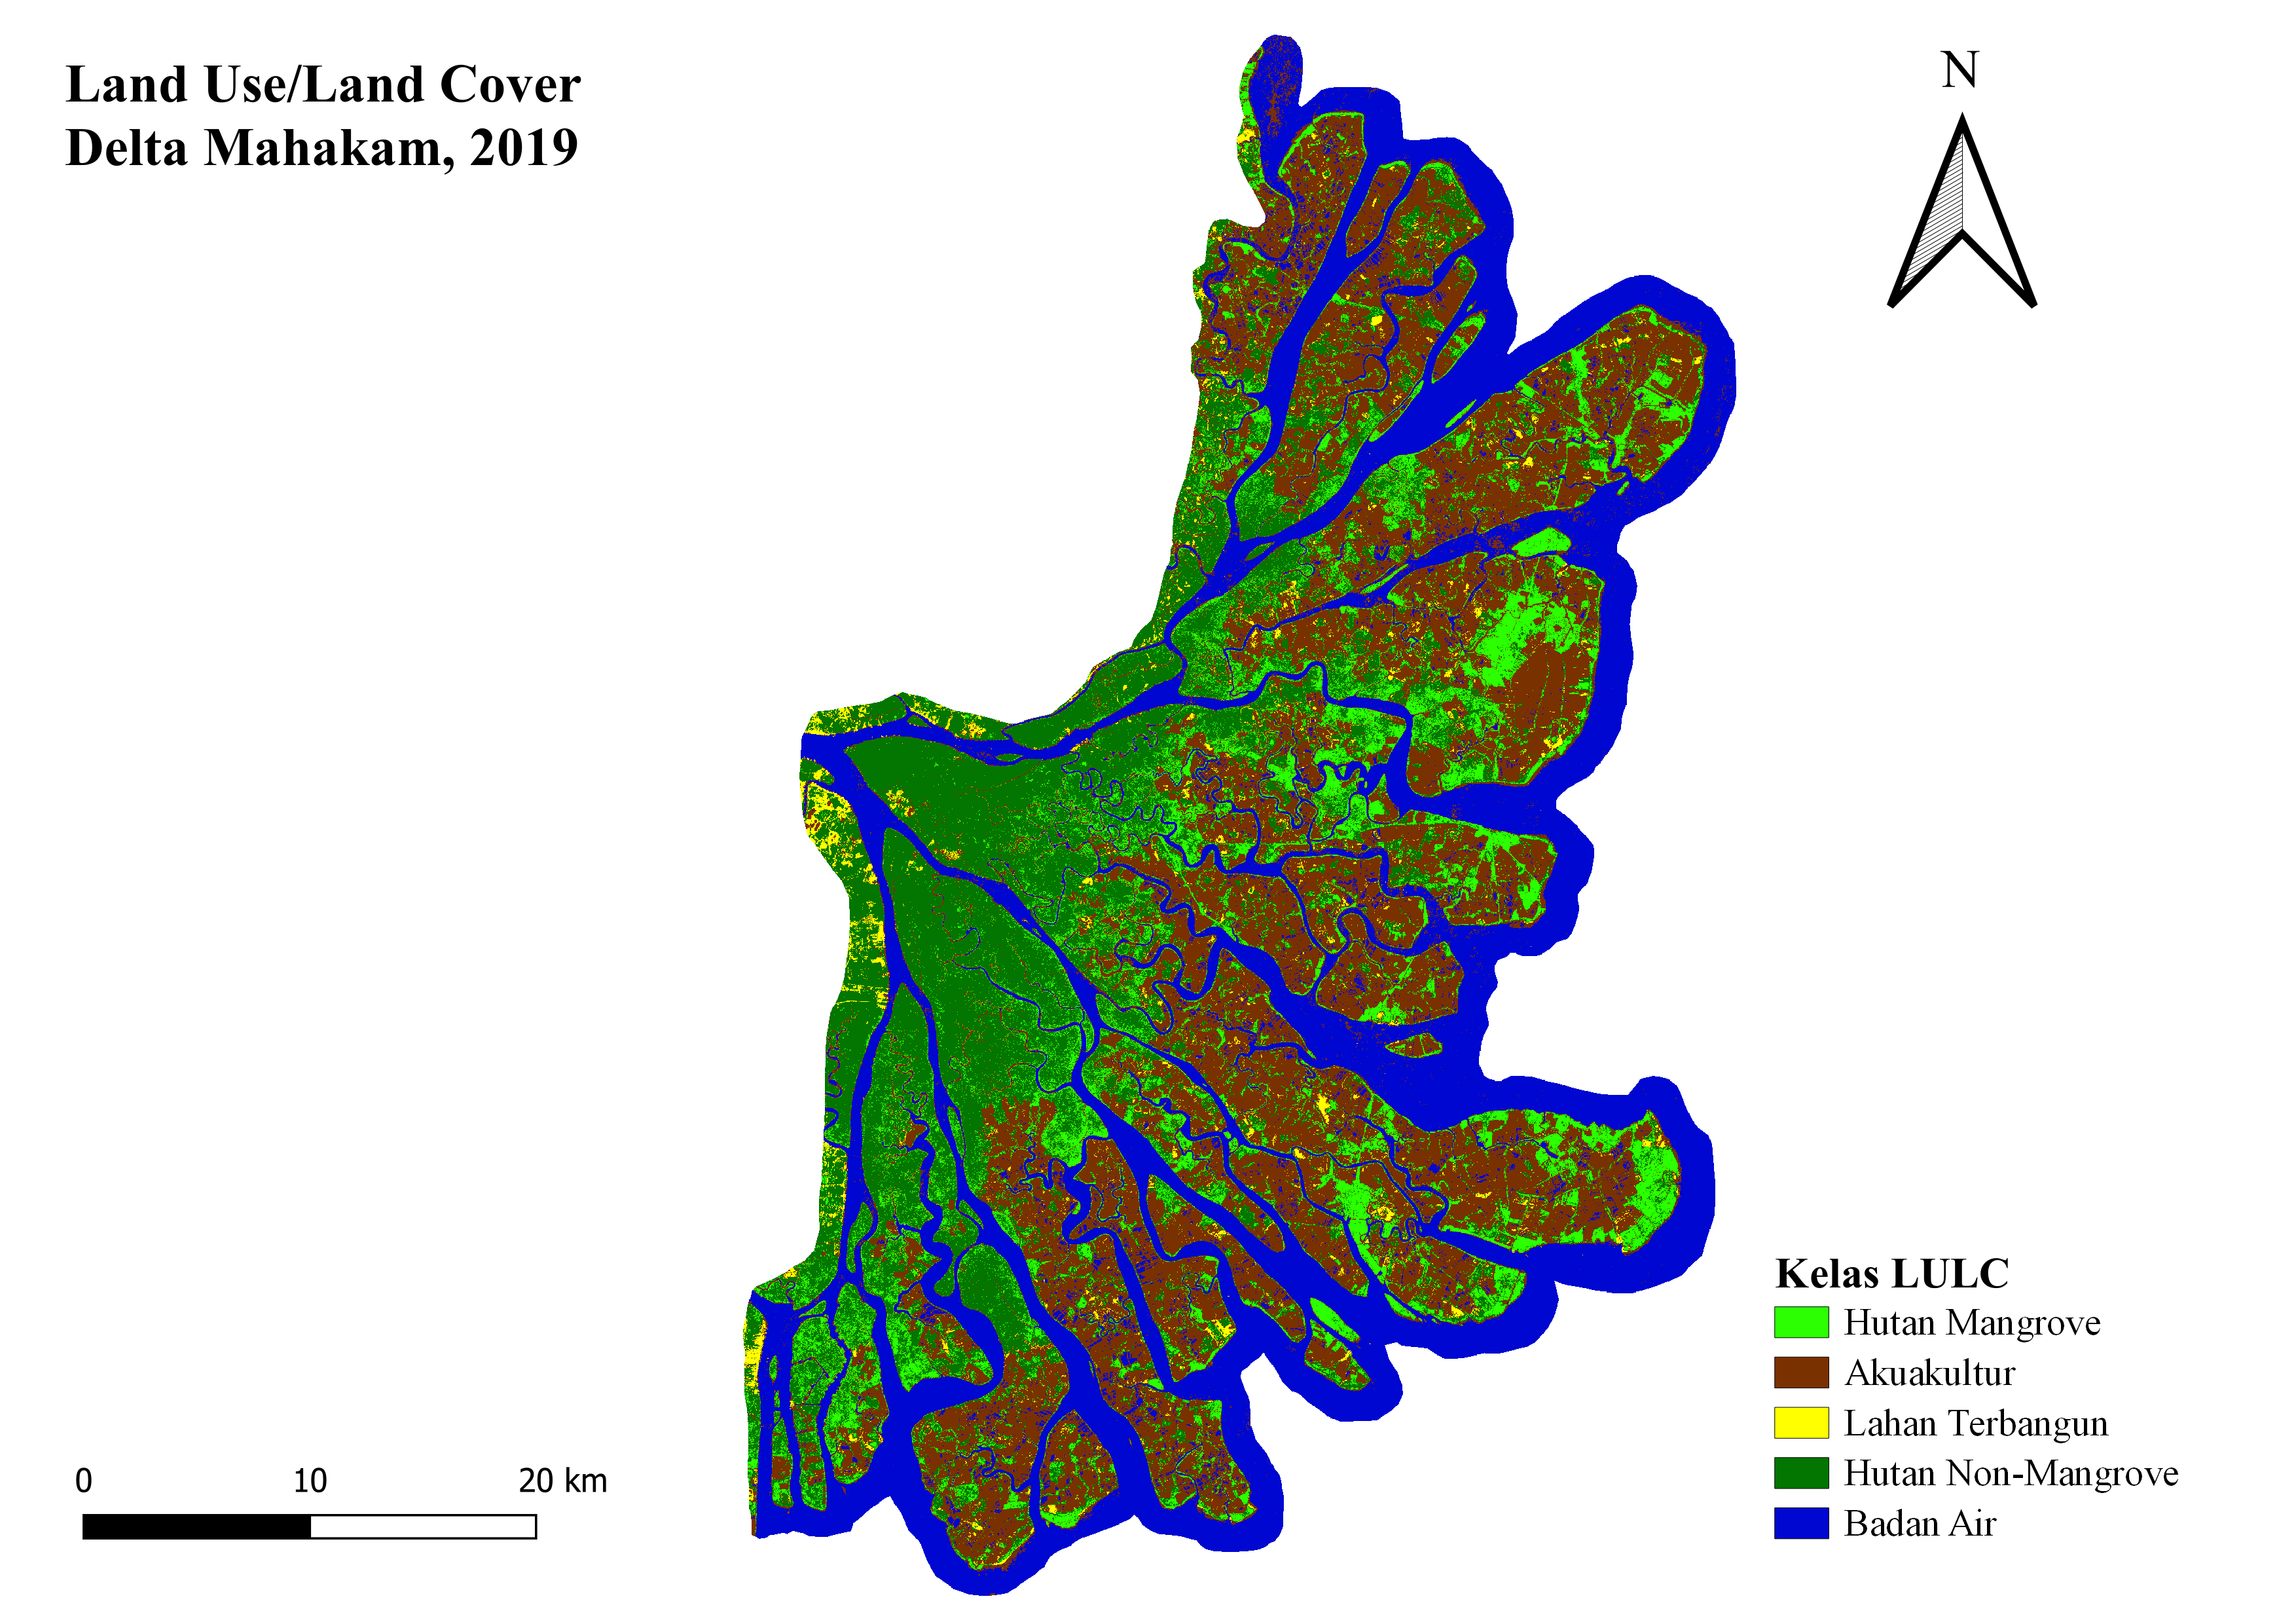 Land Use/Land Cover
Delta Mahakam, 2019
N
Kelas LULC
Hutan Mangrove
Akuakultur
Lahan Terbangun
Hutan Non-Mangrove
Badan Air
0 10 20 km